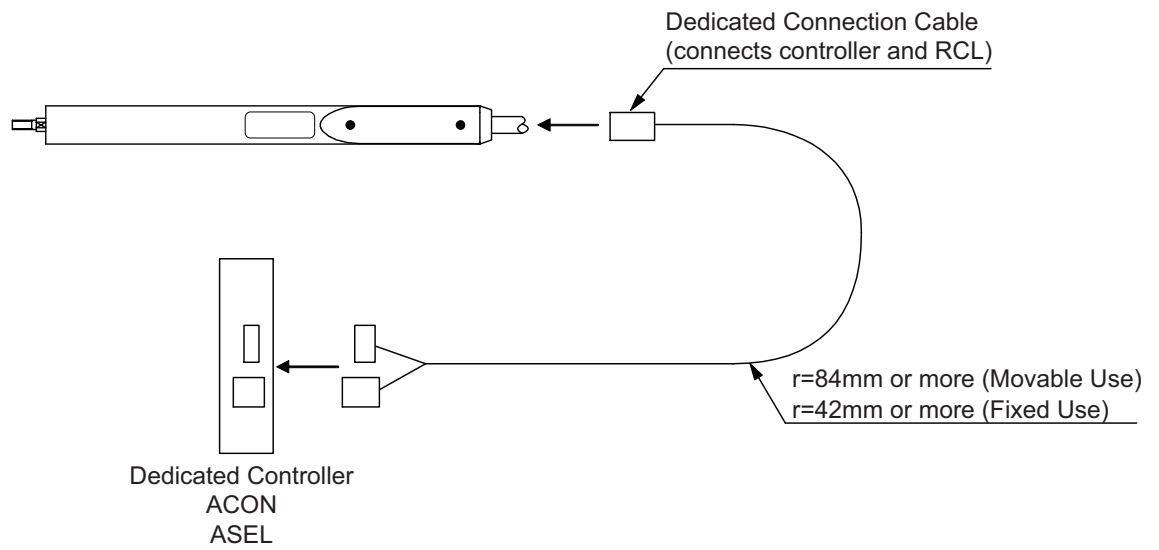 Dedicated Connection Cable
(connects controller and RCL)
r=84mm or more (Movable Use)
r=42mm or more (Fixed Use)
Dedicated Controller
ACON
ASEL